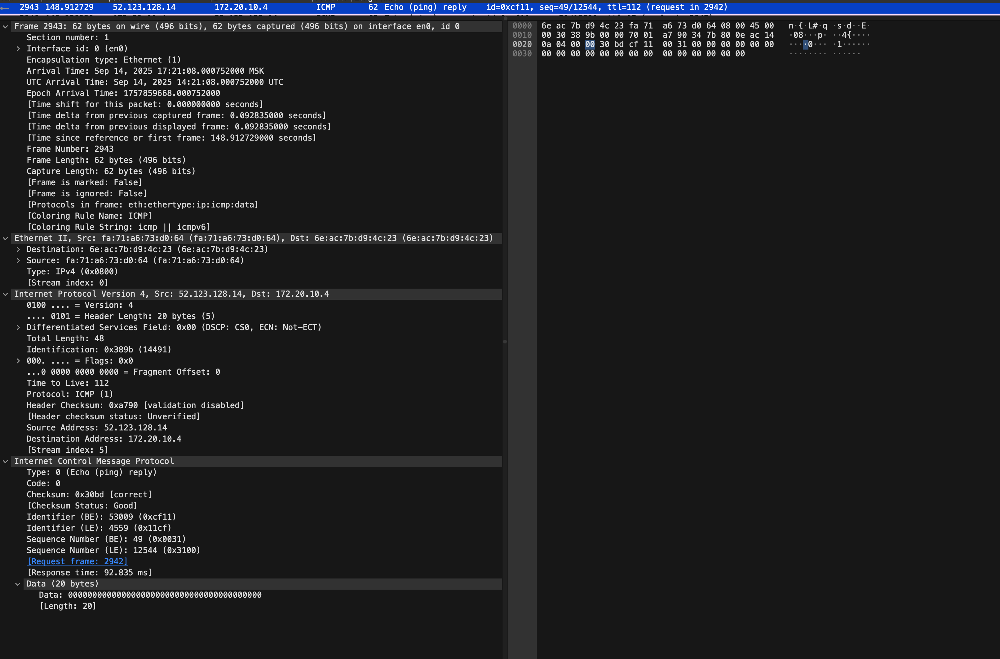 2943 148.912729 52.123.128.14 172.20.10.4 ICMP 62 Echo (ping) reply id=0xcf11, seq=49/12544, ttl=112 (request in 2942)
Frame 2943: 62 bytes on wire (496 bits), 62 bytes captured (496 bits) on interface en0, id 0
Section number: 1
Interface id: 0 (en0)
Encapsulation type: Ethernet (1)
Arrival Time: Sep 14, 2025 17:21:08.000752000 MSK
UTC Arrival Time: Sep 14, 2025 14:21:08.000752000 UTC
Epoch Arrival Time: 1757859668.000752000
[Time shift for this packet: 0.000000000 seconds]
[Time delta from previous captured frame: 0.092835000 seconds]
[Time delta from previous displayed frame: 0.092835000 seconds]
[Time since reference or first frame: 148.912729000 seconds]
Frame Number: 2943
Frame Length: 62 bytes (496 bits)
Capture Length: 62 bytes (496 bits)
[Frame is marked: False]
[Frame is ignored: False]
[Protocols in frame: eth:ethertype:ip:icmp:data]
[Coloring Rule Name: ICMP]
[Coloring Rule String: icmp || icmpv6]
Ethernet II, Src: fa:71:a6:73:d0:64 (fa:71:a6:73:d0:64), Dst: 6e:ac:7b:d9:4c:23 (6e:ac:7b:d9:4c:23)
Destination: 6e:ac:7b:d9:4c:23 (6e:ac:7b:d9:4c:23)
Source: fa:71:a6:73:d0:64 (fa:71:a6:73:d0:64)
Type: IPv4 (0x0800)
[Stream index: 0]
Internet Protocol Version 4, Src: 52.123.128.14, Dst: 172.20.10.4
0100 .... = Version: 4
.... 0101 = Header Length: 20 bytes (5)
Differentiated Services Field: 0x00 (DSCP: CS0, ECN: Not-ECT)
Total Length: 48
Identification: 0x389b (14491)
000. .... = Flags: 0x0
...0 0000 0000 0000 = Fragment Offset: 0
Time to Live: 112
Protocol: ICMP (1)
Header Checksum: 0xa790 [validation disabled]
[Header checksum status: Unverified]
Source Address: 52.123.128.14
Destination Address: 172.20.10.4
[Stream index: 5]
Internet Control Message Protocol
Type: 0 (Echo (ping) reply)
Code: 0
Checksum: 0x30bd [correct]
[Checksum Status: Good]
Identifier (BE): 53009 (0xcf11)
Identifier (LE): 4559 (0x11cf)
Sequence Number (BE): 49 (0x0031)
Sequence Number (LE): 12544 (0x3100)
[Request frame: 2942]
[Response time: 92.835 ms]
Data (20 bytes)
Data: 0000000000000000000000000000000000000000
[Length: 20]
0000 6e ac 7b d9 4c 23 fa 71 a6 73 d0 64 08 00 45 00 n·{·L#·q ·s·d··E·
0010 00 30 38 9b 00 00 70 01 a7 90 34 7b 80 0e ac 14 ·08···p· ··4{····
0020 0a 04 00 00 30 bd cf 11 00 31 00 00 00 00 00 00 ····0··· ·1······
0030 00 00 00 00 00 00 00 00 00 00 00 00 00 00 ········ ······